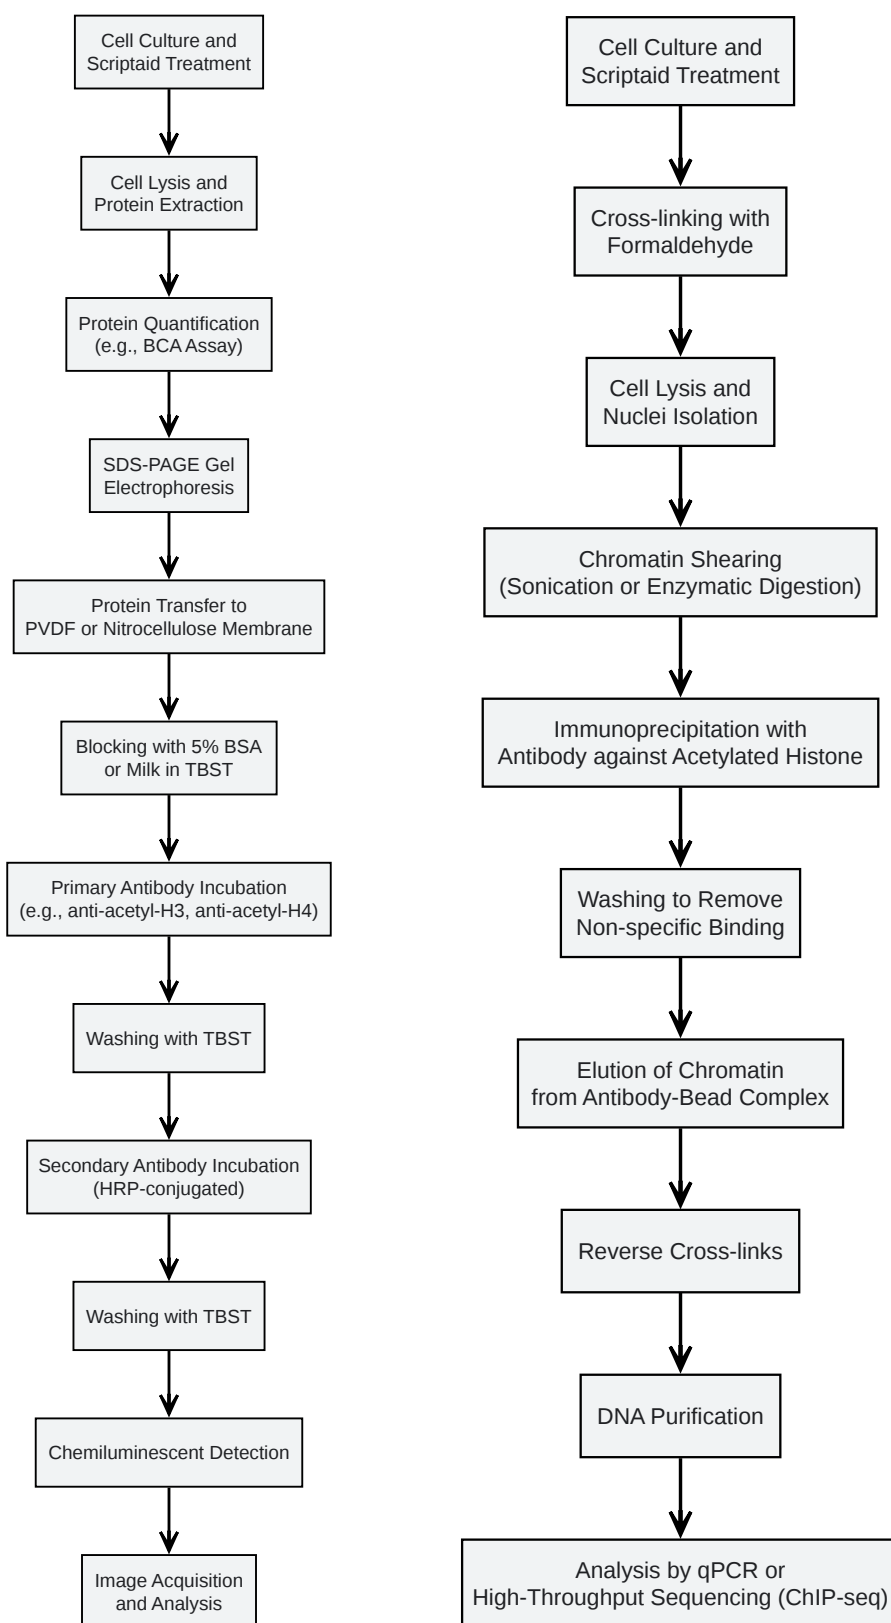 Cell Culture and
Scriptaid Treatment
Cell Lysis and
Protein Extraction
Protein Quantification
(e.g., BCA Assay)
SDS-PAGE Gel
Electrophoresis
Protein Transfer to
PVDF or Nitrocellulose Membrane
Blocking with 5% BSA
or Milk in TBST
Primary Antibody Incubation
(e.g., anti-acetyl-H3, anti-acetyl-H4)
Washing with TBST
Secondary Antibody Incubation
(HRP-conjugated)
Washing with TBST
Chemiluminescent Detection
Image Acquisition
and Analysis
Cell Culture and
Scriptaid Treatment
Cross-linking with
Formaldehyde
Cell Lysis and
Nuclei Isolation
Chromatin Shearing
(Sonication or Enzymatic Digestion)
Immunoprecipitation with
Antibody against Acetylated Histone
Washing to Remove
Non-specific Binding
Elution of Chromatin
from Antibody-Bead Complex
Reverse Cross-links
DNA Purification
Analysis by qPCR or
High-Throughput Sequencing (ChIP-seq)